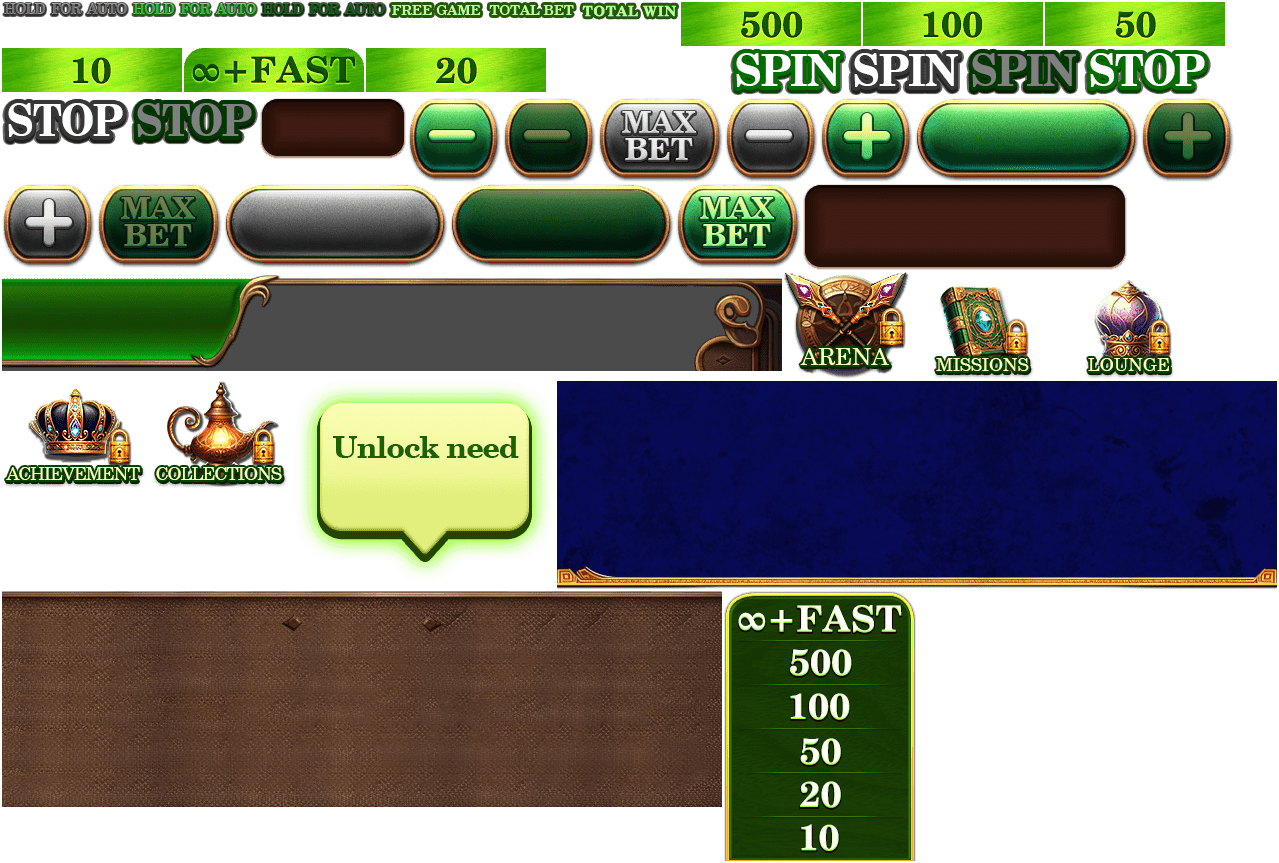 HOLD FOR AUTO HOLD FOR AUTO HOLD FOR AUTO FREE GAME TOTAL BET TOTAL WIN
500 100 50
10 ∞+FAST 20
SPIN SPIN SPIN STOP
STOP STOP
MAX
BET
MAX
BET
MAX
BET
ARENA
MISSIONS
LOUNGE
ACHIEVEMENT
COLLECTIONS
Unlock need
∞+FAST
500
100
50
20
10